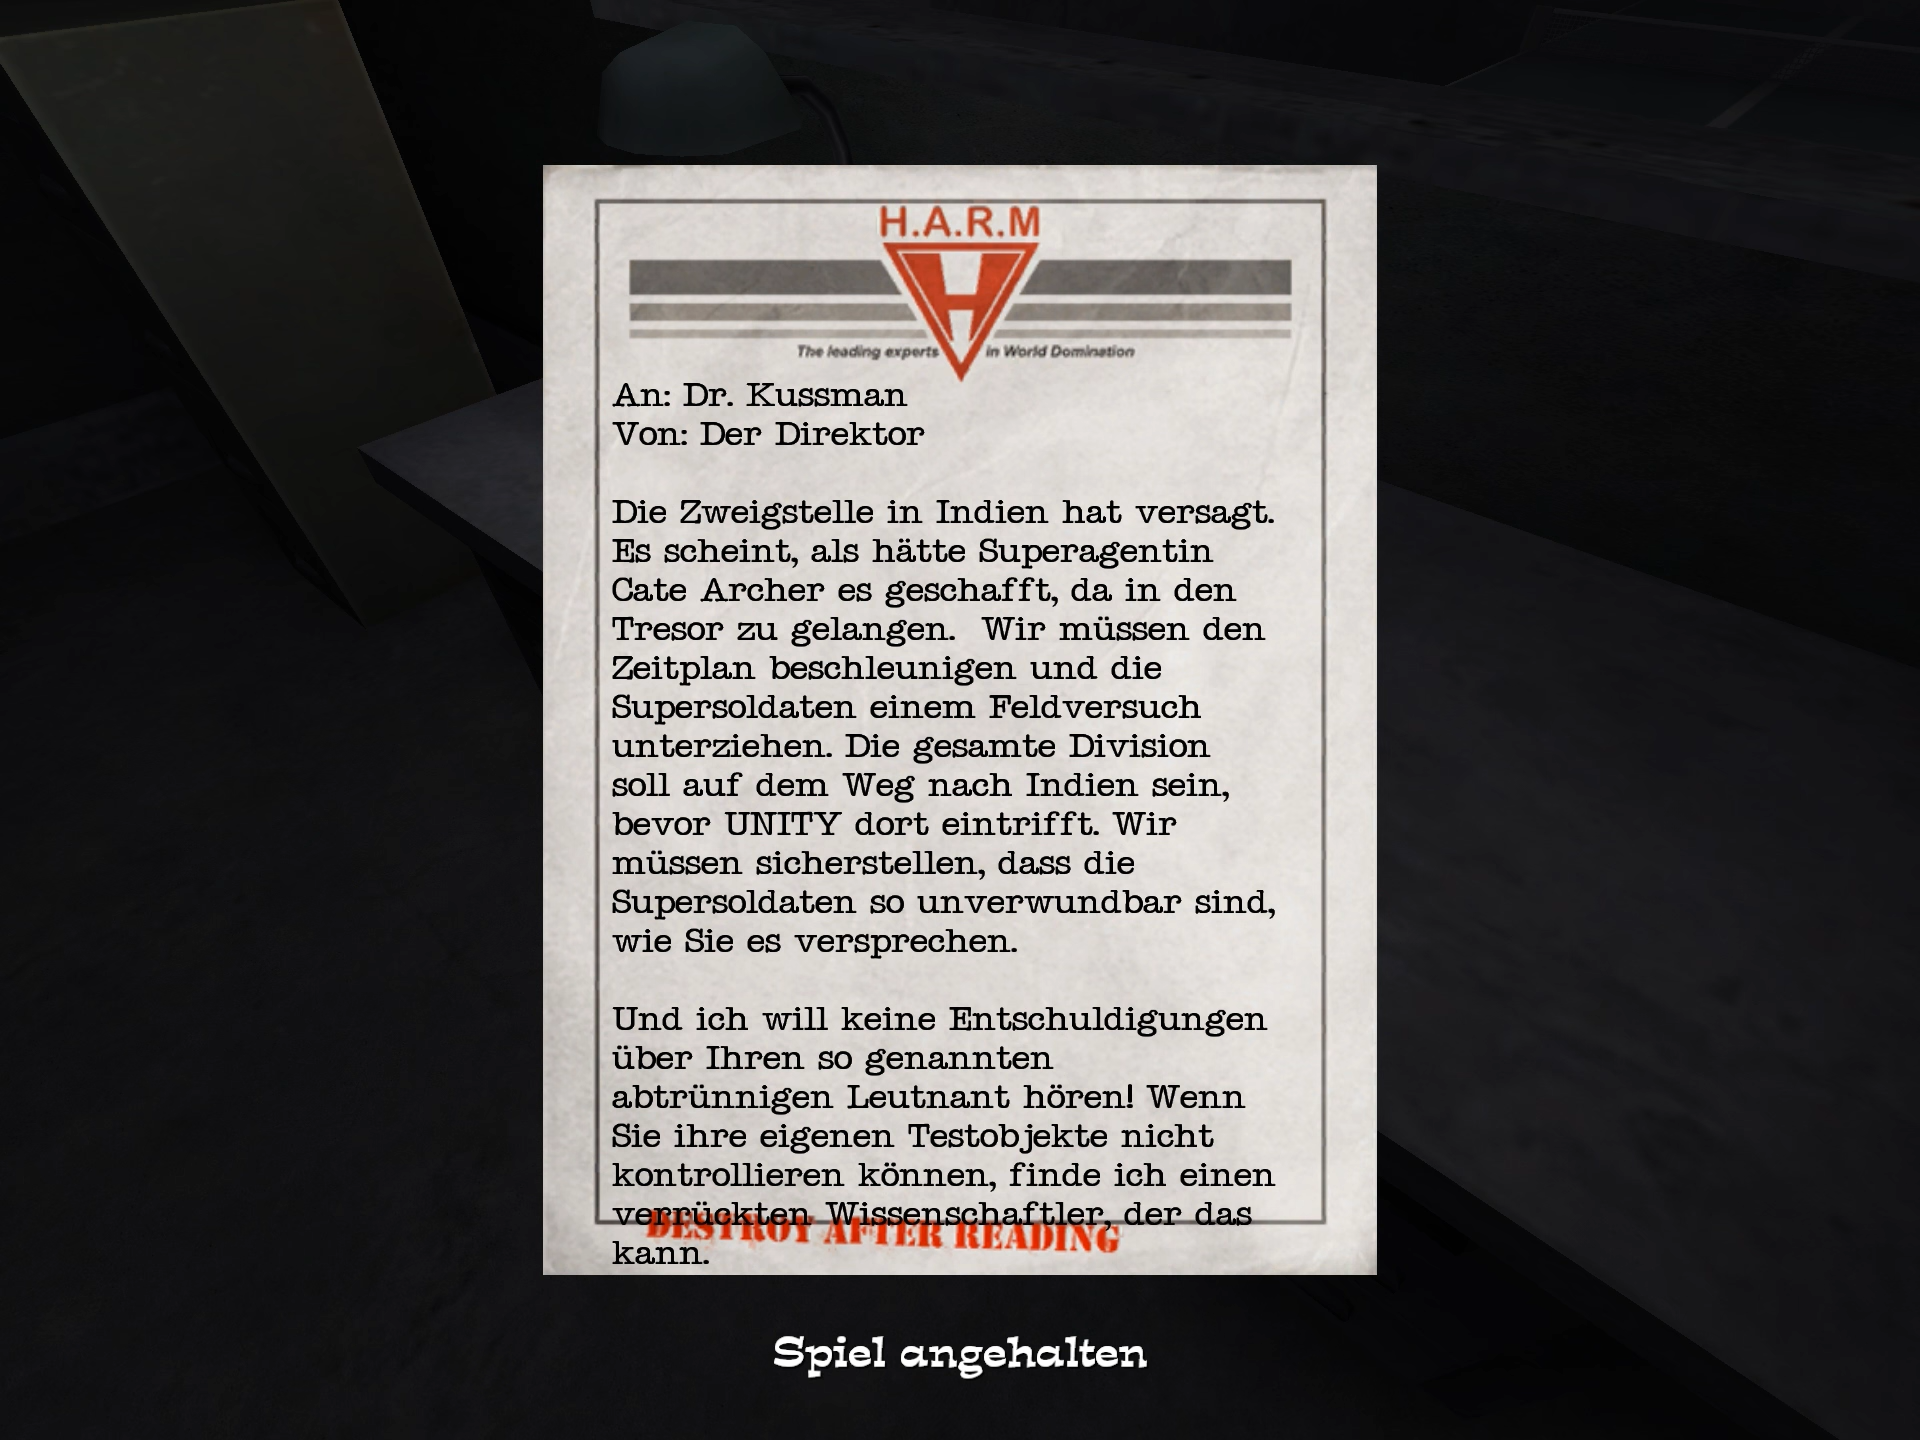 H.A.R.M
H
The leading experts in World Domination
An: Dr. Kussman
Von: Der Direktor
Die Zweigstelle in Indien hat versagt.
Es scheint, als hätte Superagentin
Cate Archer es geschafft, da in den
Tresor zu gelangen.  Wir müssen den
Zeitplan beschleunigen und die
Supersoldaten einem Feldversuch
unterziehen. Die gesamte Division
soll auf dem Weg nach Indien sein,
bevor UNITY dort eintrifft. Wir
müssen sicherstellen, dass die
Supersoldaten so unverwundbar sind,
wie Sie es versprechen.
Und ich will keine Entschuldigungen
über Ihren so genannten
abtrünnigen Leutnant hören! Wenn
Sie ihre eigenen Testobjekte nicht
kontrollieren können, finde ich einen
verrückten Wissenschaftler, der das
kann.
DESTROY AFTER READING
Spiel angehalten